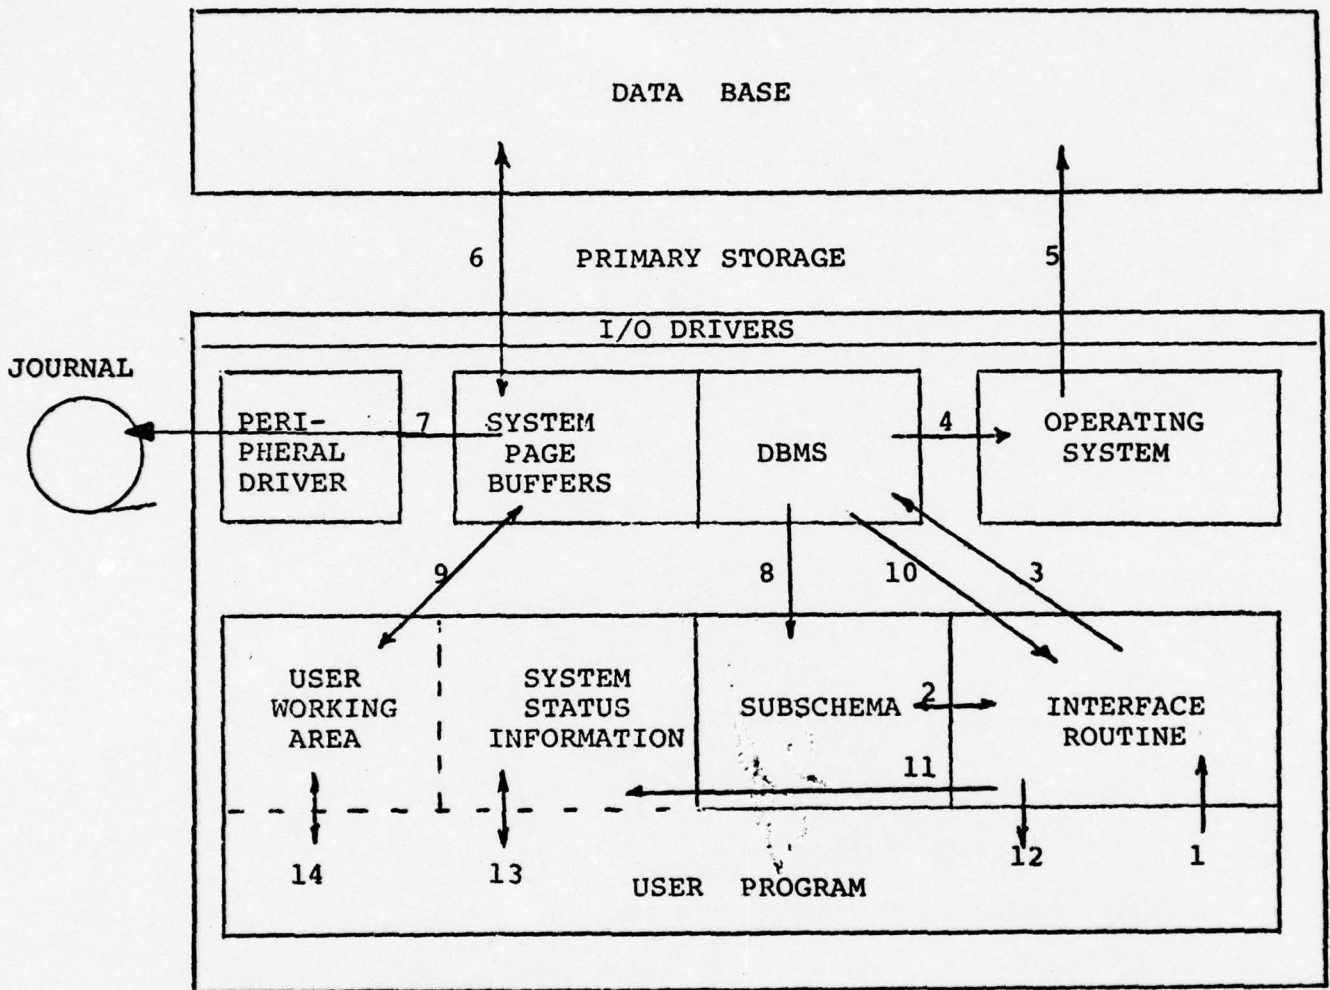 DATA BASE
6
PRIMARY STORAGE
5
I/O DRIVERS
JOURNAL
PERI-
PHERAL
DRIVER
7
SYSTEM
PAGE
BUFFERS
DBMS
4
OPERATING
SYSTEM
9
8
10
3
USER
WORKING
AREA
SYSTEM
STATUS
INFORMATION
SUBSCHEMA
2
INTERFACE
ROUTINE
11
14
13
12
1
USER PROGRAM